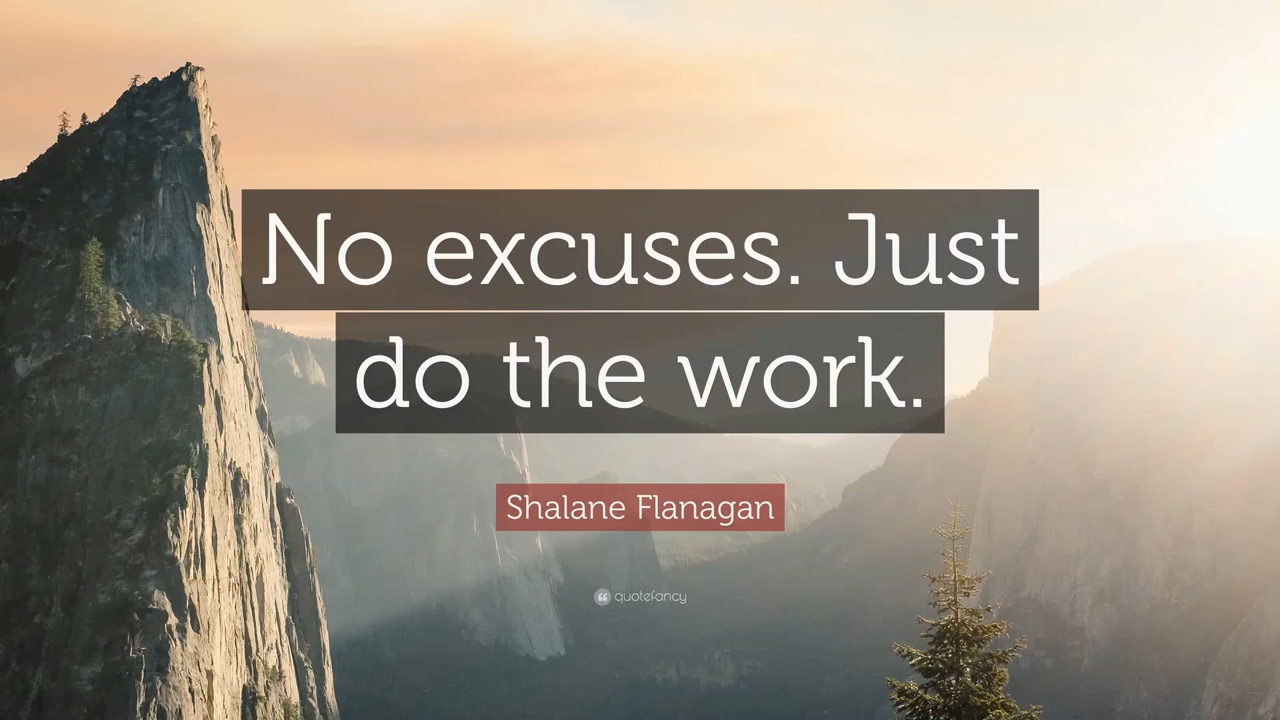 No excuses. Just
do the work.
Shalane Flanagan
quotefancy